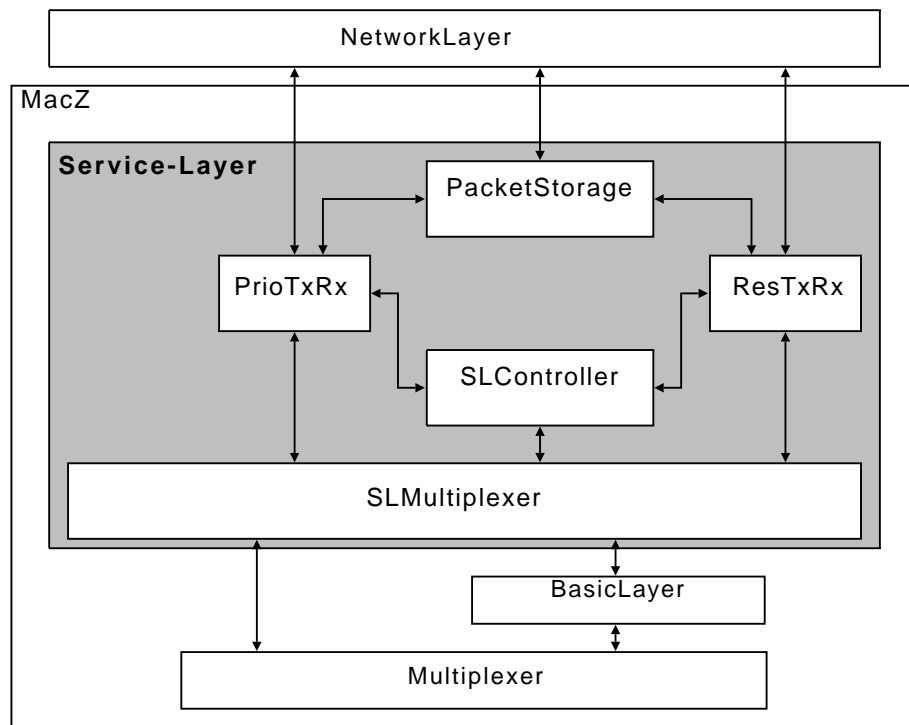 NetworkLayer
MacZ
Service-Layer
PacketStorage
PrioTxRx
ResTxRx
SLController
SLMultiplexer
BasicLayer
Multiplexer